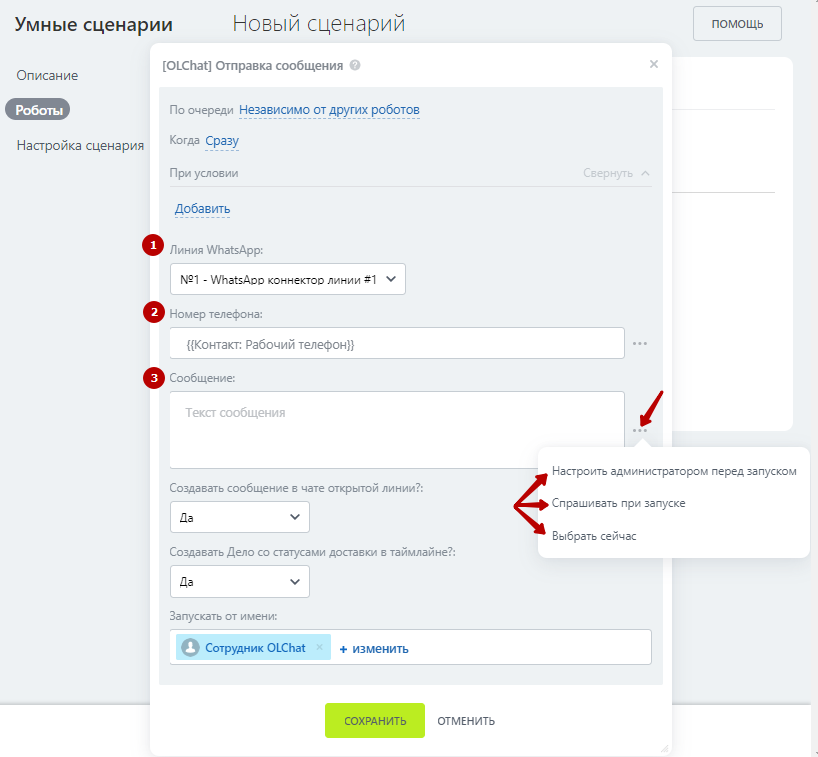 Умные сценарии
Новый сценарий
ПОМОЩЬ
Описание
Роботы
Настройка сценария
[OLChat] Отправка сообщения ?
По очереди Независимо от других роботов
Когда Сразу
При условии
Свернуть
Добавить
1 Линия WhatsApp:
№1 - WhatsApp коннектор линии #1
2 Номер телефона:
{{Контакт: Рабочий телефон}}
3 Сообщение:
Текст сообщения
Настроить администратором перед запуском
Спрашивать при запуске
Выбрать сейчас
Создавать сообщение в чате открытой линии?:
Да
Создавать Дело со статусами доставки в таймлайне?:
Да
Запускать от имени:
Сотрудник OLChat × + изменить
СОХРАНИТЬ
ОТМЕНИТЬ